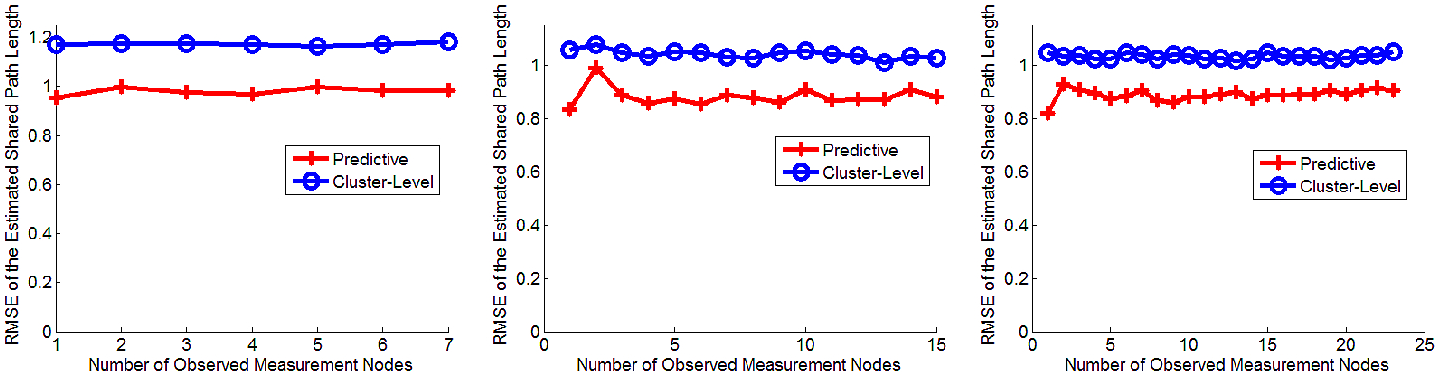 RMSE of the Estimated Shared Path Length
1.2
1
0.8
0.6
0.4
0.2
0
1 2 3 4 5 6 7
Number of Observed Measurement Nodes
Predictive
Cluster-Level
RMSE of the Estimated Shared Path Length
1
0.8
0.6
0.4
0.2
0
0 5 10 15
Number of Observed Measurement Nodes
Predictive
Cluster-Level
RMSE of the Estimated Shared Path Length
1
0.8
0.6
0.4
0.2
0
0 5 10 15 20 25
Number of Observed Measurement Nodes
Predictive
Cluster-Level